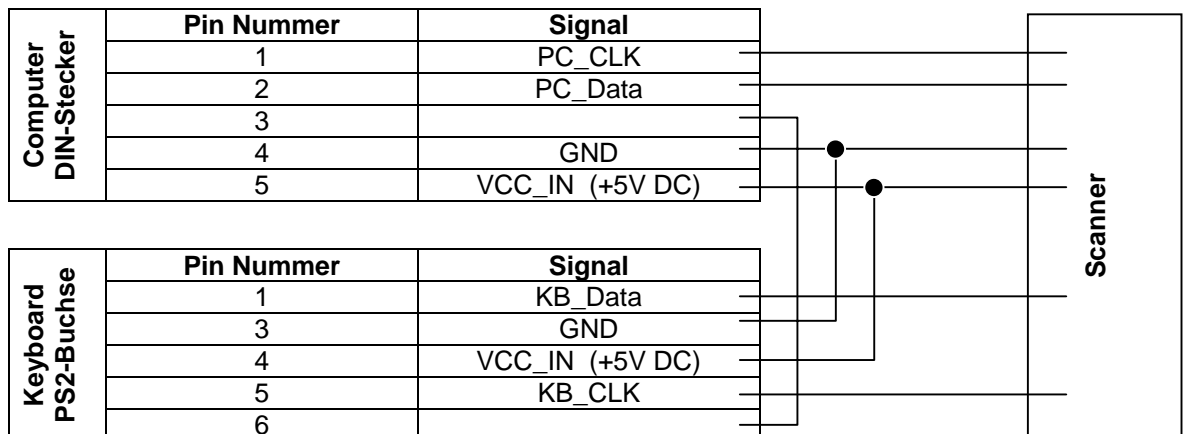 Computer
DIN-Stecker
Pin Nummer Signal
1 PC_CLK
2 PC_Data
3
4 GND
5 VCC_IN (+5V DC)
Keyboard
PS2-Buchse
Pin Nummer Signal
1 KB_Data
3 GND
4 VCC_IN (+5V DC)
5 KB_CLK
6
Scanner